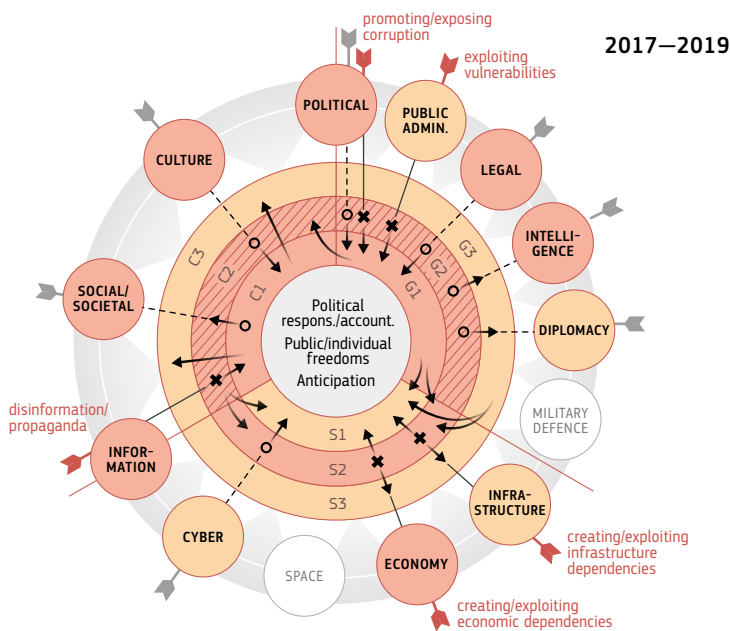 promoting/exposing
corruption
2017—2019
exploiting
vulnerabilities
POLITICAL
PUBLIC
ADMIN.
CULTURE
LEGAL
INTELLI-
GENCE
SOCIAL/
SOCIETAL
DIPLOMACY
C3
C2
C1
G3
G2
G1
Political
respons./account.
Public/individual
freedoms
Anticipation
MILITARY
DEFENCE
disinformation/
propaganda
INFOR-
MATION
S1
S2
S3
INFRA-
STRUCTURE
CYBER
SPACE
ECONOMY
creating/exploiting
infrastructure
dependencies
creating/exploiting
economic dependencies